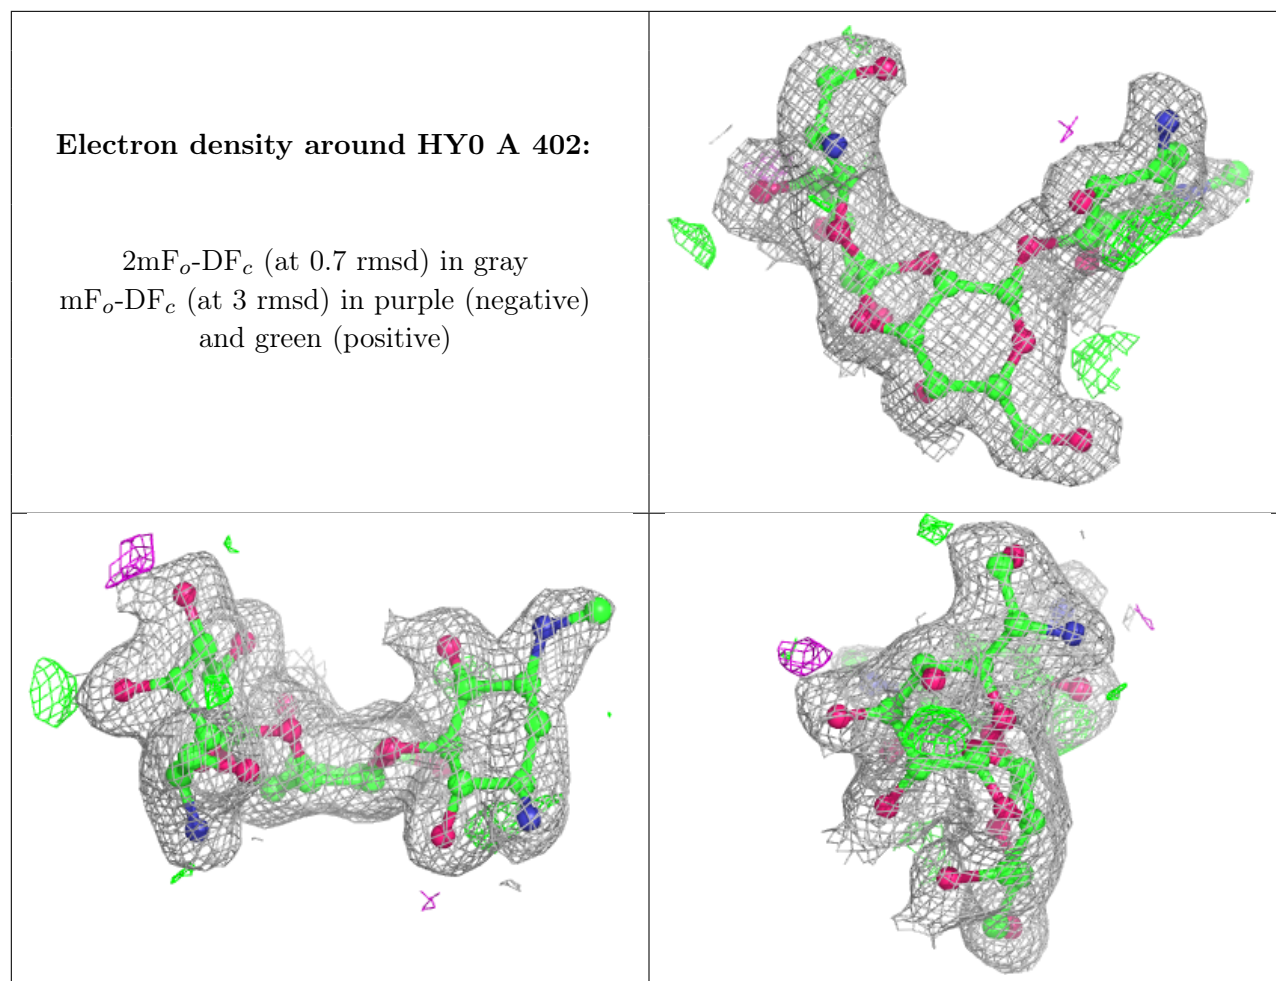 Electron density around HY0 A 402:
2mFo-DFc (at 0.7 rmsd) in gray
mFo-DFc (at 3 rmsd) in purple (negative)
and green (positive)